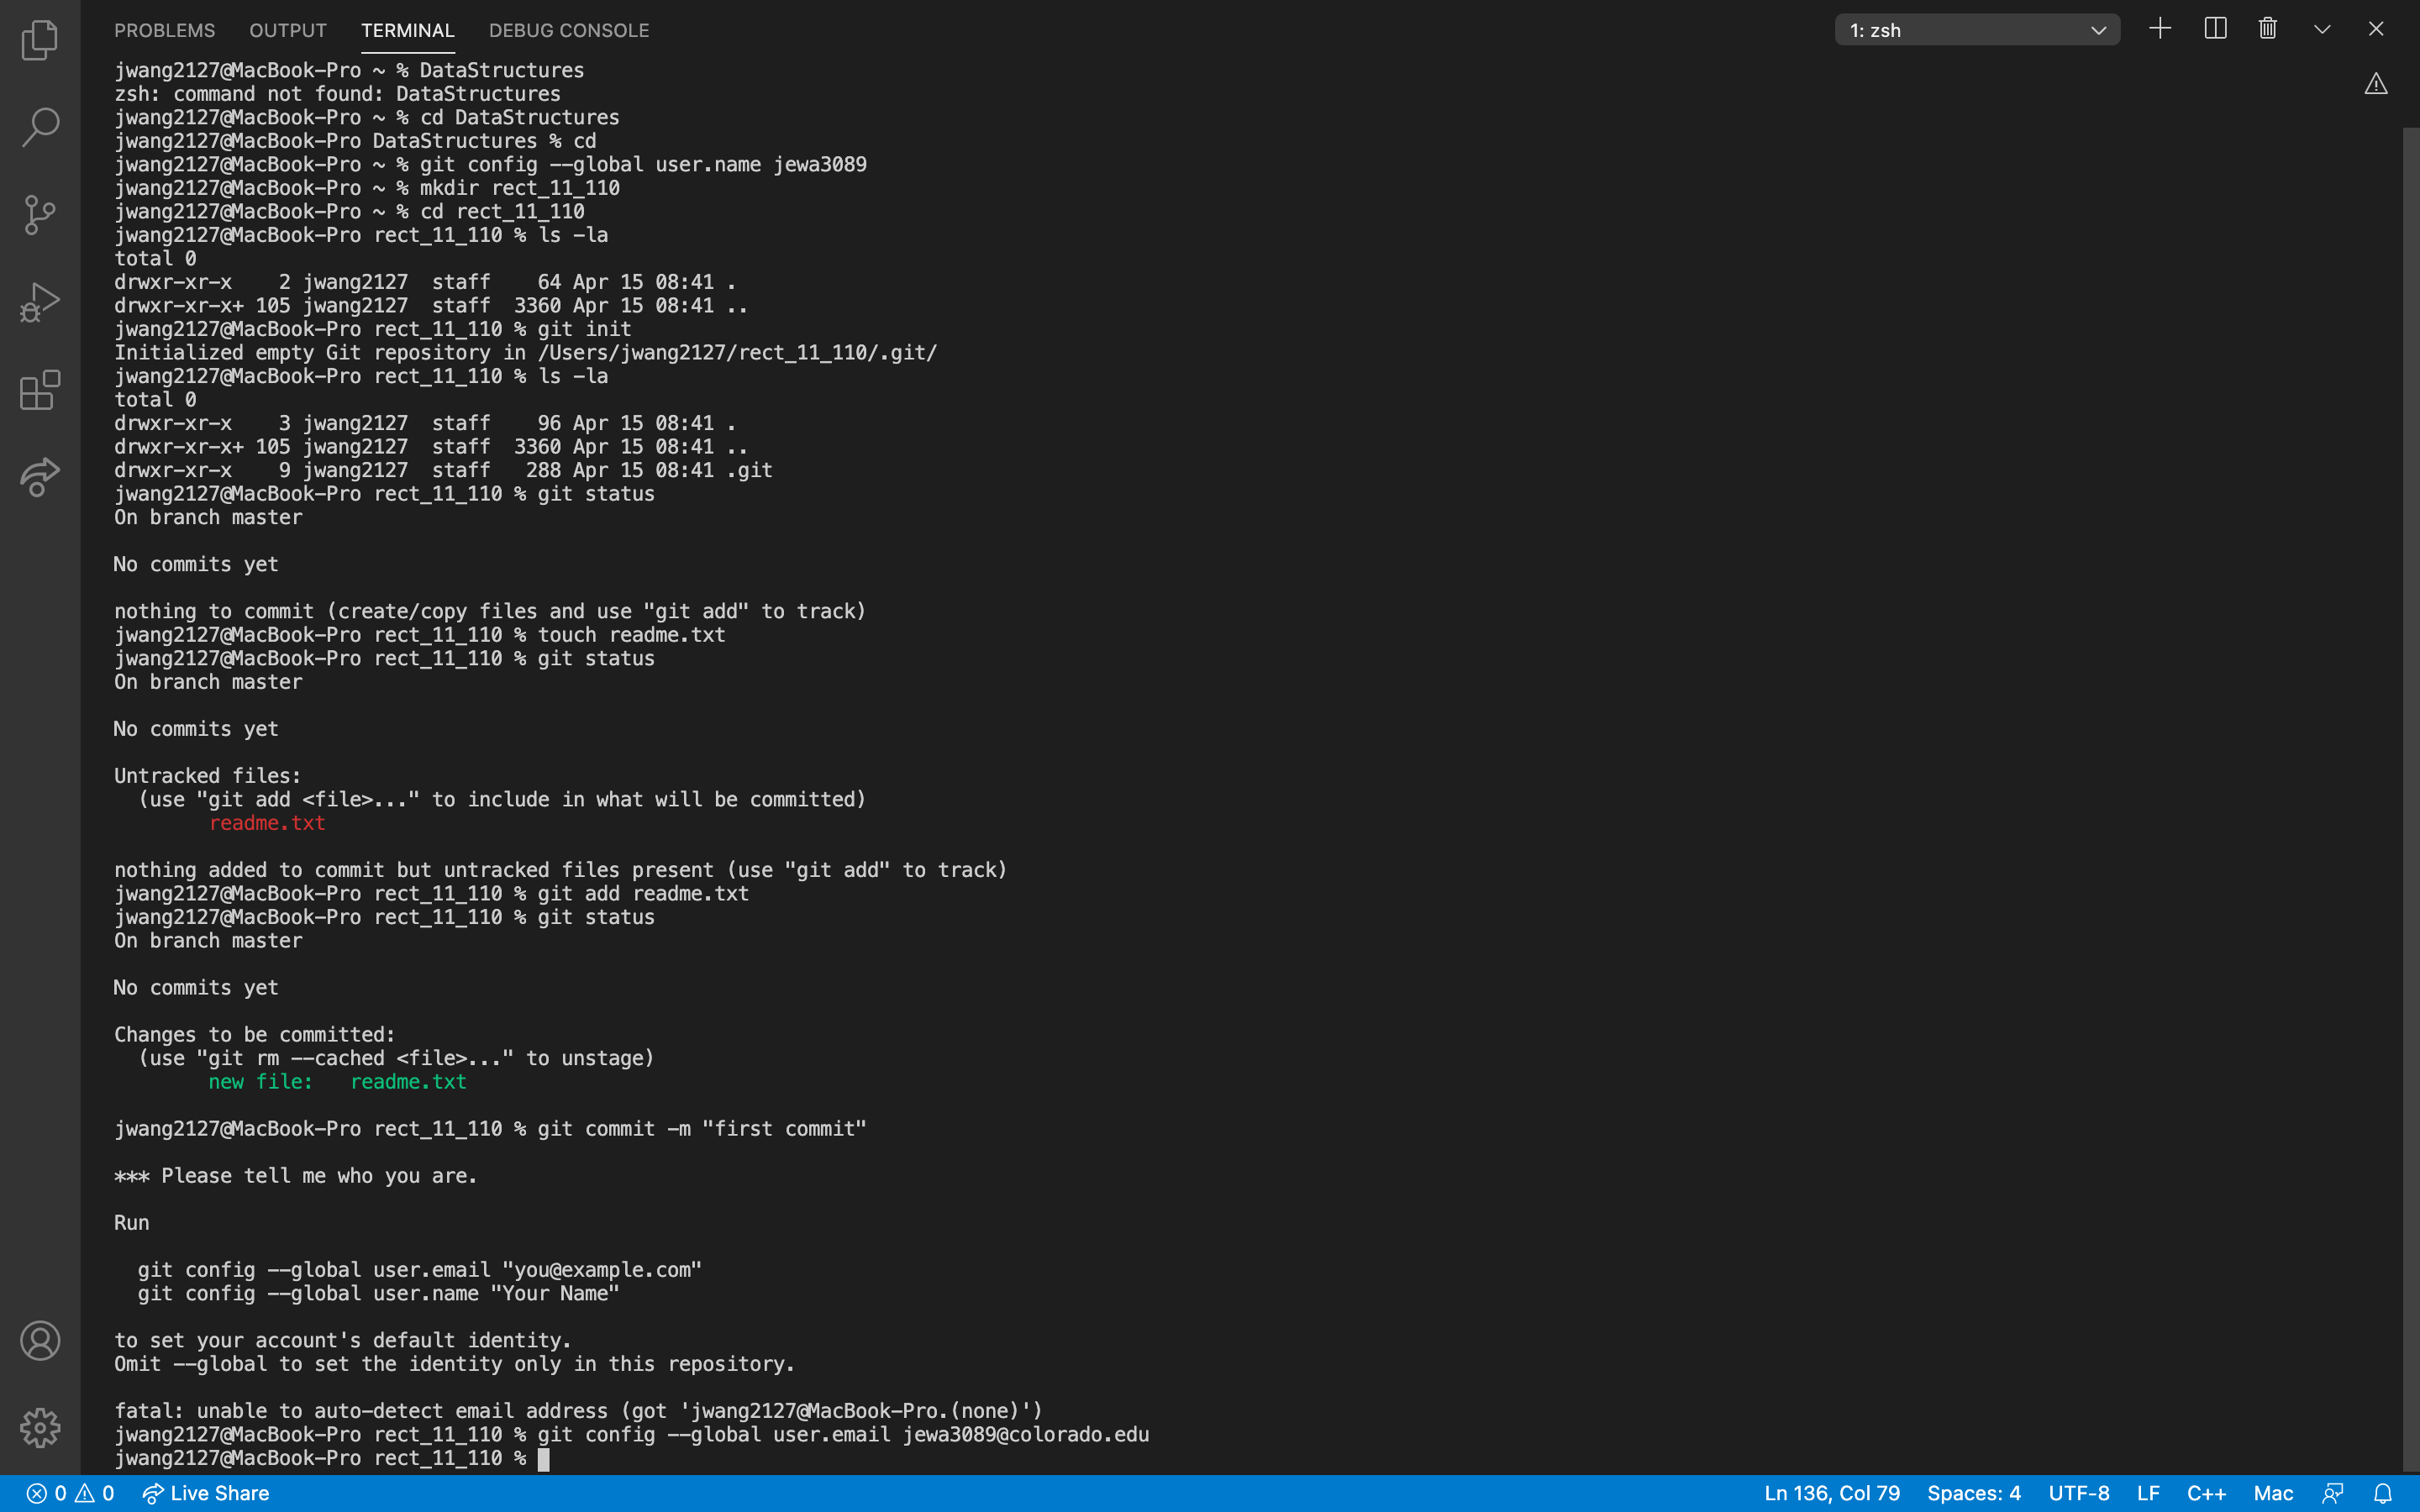 PROBLEMS OUTPUT TERMINAL DEBUG CONSOLE 1: zsh
jwang2127@MacBook-Pro ~ % DataStructures
zsh: command not found: DataStructures
jwang2127@MacBook-Pro ~ % cd DataStructures
jwang2127@MacBook-Pro DataStructures % cd
jwang2127@MacBook-Pro ~ % git config --global user.name jewa3089
jwang2127@MacBook-Pro ~ % mkdir rect_11_110
jwang2127@MacBook-Pro ~ % cd rect_11_110
jwang2127@MacBook-Pro rect_11_110 % ls -la
total 0
drwxr-xr-x    2 jwang2127  staff    64 Apr 15 08:41 .
drwxr-xr-x+ 105 jwang2127  staff  3360 Apr 15 08:41 ..
jwang2127@MacBook-Pro rect_11_110 % git init
Initialized empty Git repository in /Users/jwang2127/rect_11_110/.git/
jwang2127@MacBook-Pro rect_11_110 % ls -la
total 0
drwxr-xr-x    3 jwang2127  staff    96 Apr 15 08:41 .
drwxr-xr-x+ 105 jwang2127  staff  3360 Apr 15 08:41 ..
drwxr-xr-x    9 jwang2127  staff   288 Apr 15 08:41 .git
jwang2127@MacBook-Pro rect_11_110 % git status
On branch master

No commits yet

nothing to commit (create/copy files and use "git add" to track)
jwang2127@MacBook-Pro rect_11_110 % touch readme.txt
jwang2127@MacBook-Pro rect_11_110 % git status
On branch master

No commits yet

Untracked files:
  (use "git add <file>..." to include in what will be committed)
        readme.txt

nothing added to commit but untracked files present (use "git add" to track)
jwang2127@MacBook-Pro rect_11_110 % git add readme.txt
jwang2127@MacBook-Pro rect_11_110 % git status
On branch master

No commits yet

Changes to be committed:
  (use "git rm --cached <file>..." to unstage)
        new file:   readme.txt

jwang2127@MacBook-Pro rect_11_110 % git commit -m "first commit"

*** Please tell me who you are.

Run

  git config --global user.email "you@example.com"
  git config --global user.name "Your Name"

to set your account's default identity.
Omit --global to set the identity only in this repository.

fatal: unable to auto-detect email address (got 'jwang2127@MacBook-Pro.(none)')
jwang2127@MacBook-Pro rect_11_110 % git config --global user.email jewa3089@colorado.edu
jwang2127@MacBook-Pro rect_11_110 %
0 0 Live Share Ln 136, Col 79 Spaces: 4 UTF-8 LF C++ Mac